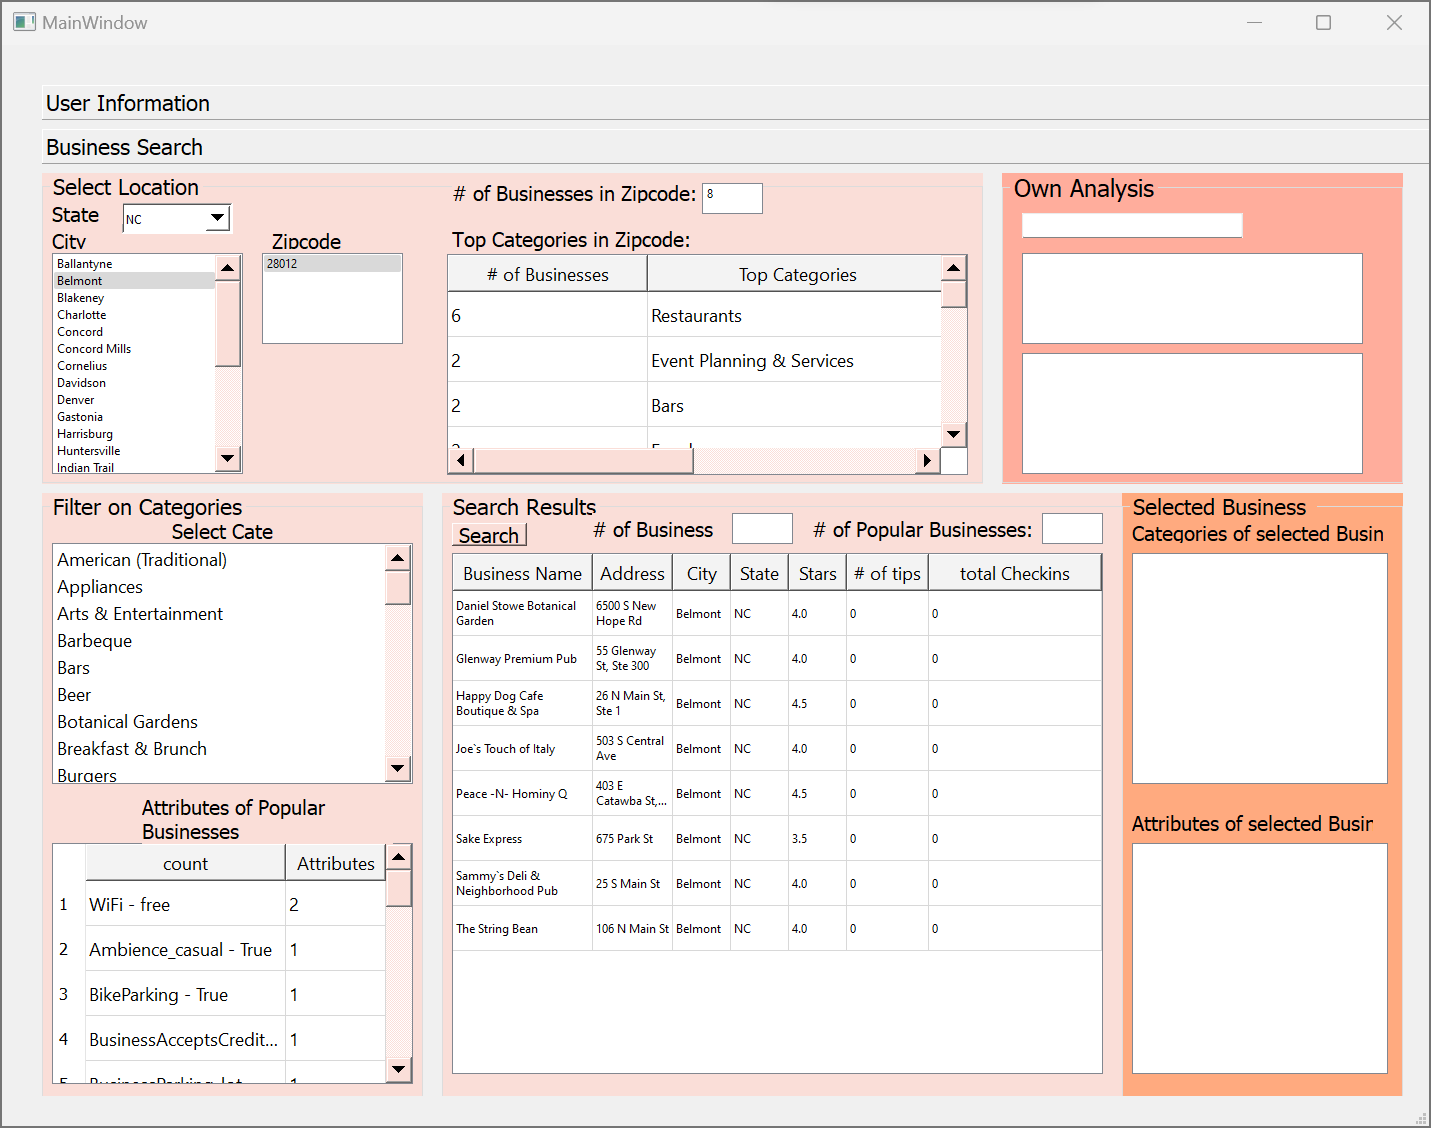 MainWindow
User Information
Business Search
Select Location
State
NC
City
Zipcode
Ballantyne
Belmont
Blakeney
Charlotte
Concord
Concord Mills
Cornelius
Davidson
Denver
Gastonia
Harrisburg
Huntersville
Indian Trail
28012
# of Businesses in Zipcode:
8
Top Categories in Zipcode:
# of Businesses Top Categories
6 Restaurants
2 Event Planning & Services
2 Bars
Own Analysis
Filter on Categories
Select Cate
American (Traditional)
Appliances
Arts & Entertainment
Barbeque
Bars
Beer
Botanical Gardens
Breakfast & Brunch
Burgers
Attributes of Popular
Businesses
count Attributes
1 WiFi - free 2
2 Ambience_casual - True 1
3 BikeParking - True 1
4 BusinessAcceptsCredit... 1
5 BusinessParking_lot 1
Search Results
Search
# of Business
# of Popular Businesses:
Business Name Address City State Stars # of tips total Checkins
Daniel Stowe Botanical
Garden
6500 S New
Hope Rd
Belmont NC 4.0 0 0
Glenway Premium Pub
55 Glenway
St, Ste 300
Belmont NC 4.0 0 0
Happy Dog Cafe
Boutique & Spa
26 N Main St,
Ste 1
Belmont NC 4.5 0 0
Joe`s Touch of Italy
503 S Central
Ave
Belmont NC 4.0 0 0
Peace -N- Hominy Q
403 E
Catawba St,...
Belmont NC 4.5 0 0
Sake Express 675 Park St Belmont NC 3.5 0 0
Sammy`s Deli &
Neighborhood Pub
25 S Main St Belmont NC 4.0 0 0
The String Bean 106 N Main St Belmont NC 4.0 0 0
Selected Business
Categories of selected Busin
Attributes of selected Busir